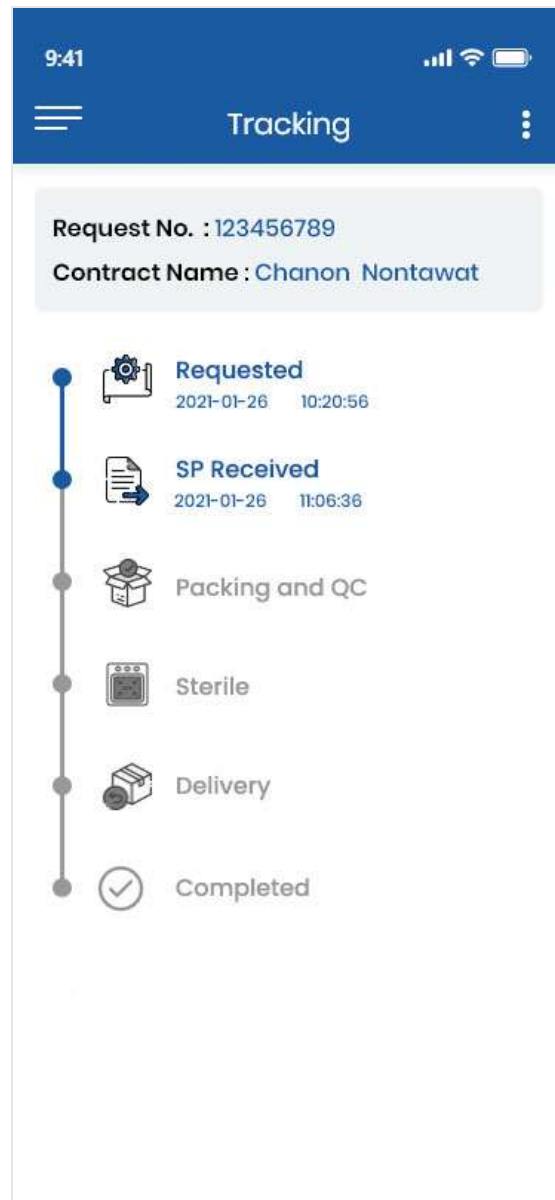 9:41
Tracking
Request No. : 123456789
Contract Name : Chanon Nontawat
Requested
2021-01-26 10:20:56
SP Received
2021-01-26 11:06:36
Packing and QC
Sterile
Delivery
Completed